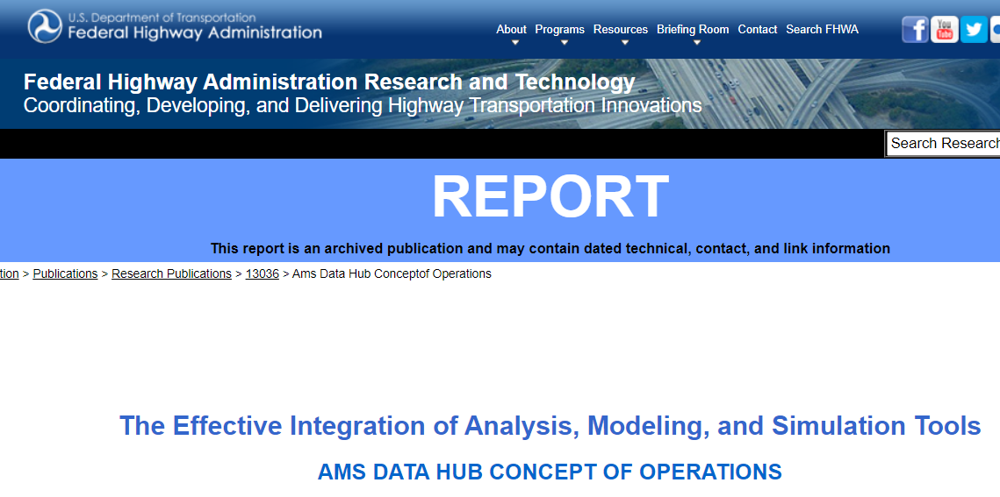 U.S. Department of Transportation
Federal Highway Administration
About Programs Resources Briefing Room Contact Search FHWA
You
Tube
Federal Highway Administration Research and Technology
Coordinating, Developing, and Delivering Highway Transportation Innovations
Search Research
REPORT
This report is an archived publication and may contain dated technical, contact, and link information
tion > Publications > Research Publications > 13036 > Ams Data Hub Conceptof Operations
The Effective Integration of Analysis, Modeling, and Simulation Tools
AMS DATA HUB CONCEPT OF OPERATIONS